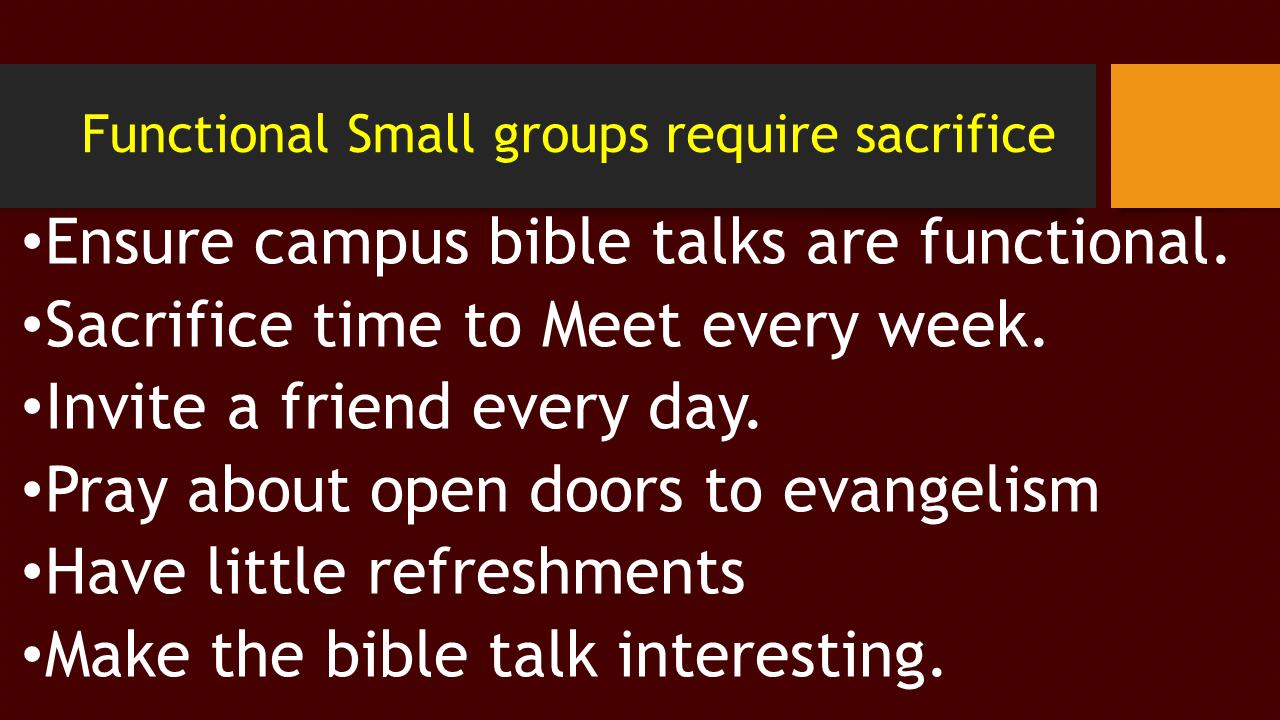 Functional Small groups require sacrifice
•Ensure campus bible talks are functional.
•Sacrifice time to Meet every week.
•Invite a friend every day.
•Pray about open doors to evangelism
•Have little refreshments
•Make the bible talk interesting.